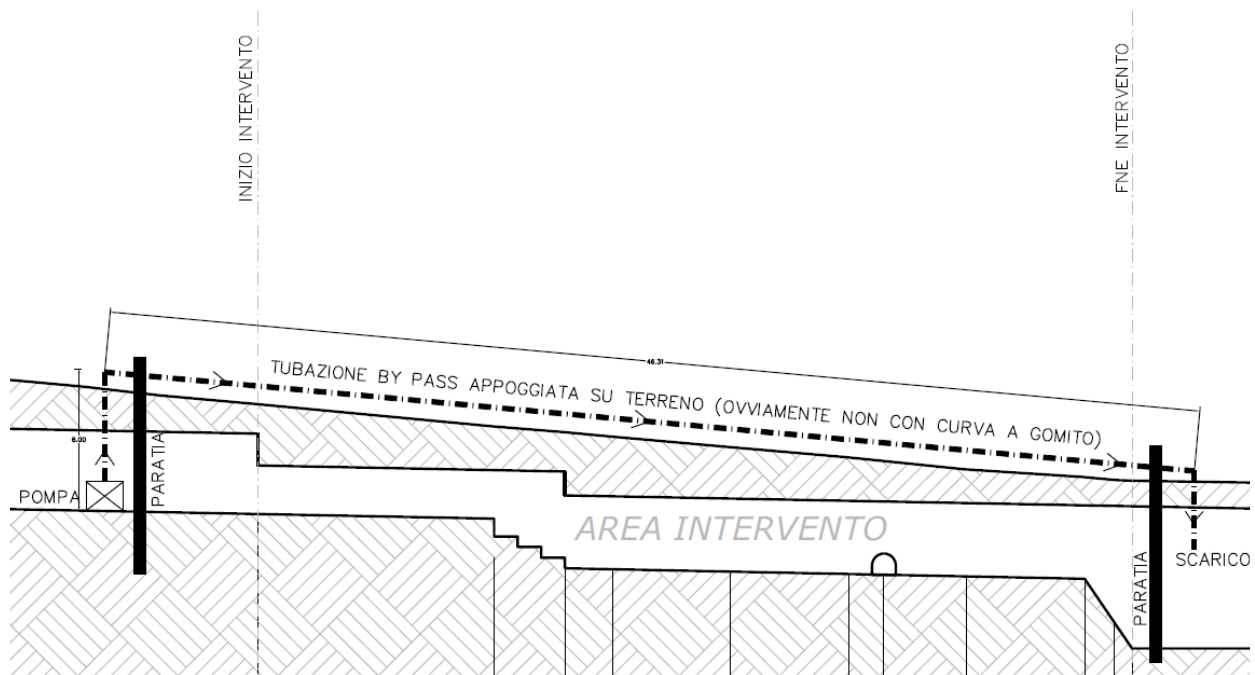 INIZIO INTERVENTO
FNE INTERVENTO
46.31
TUBAZIONE BY PASS APPOGGIATA SU TERRENO (OVVIAMENTE NON CON CURVA A GOMITO)
6.00
PARATIA
POMPA
AREA INTERVENTO
PARATIA
SCARICO